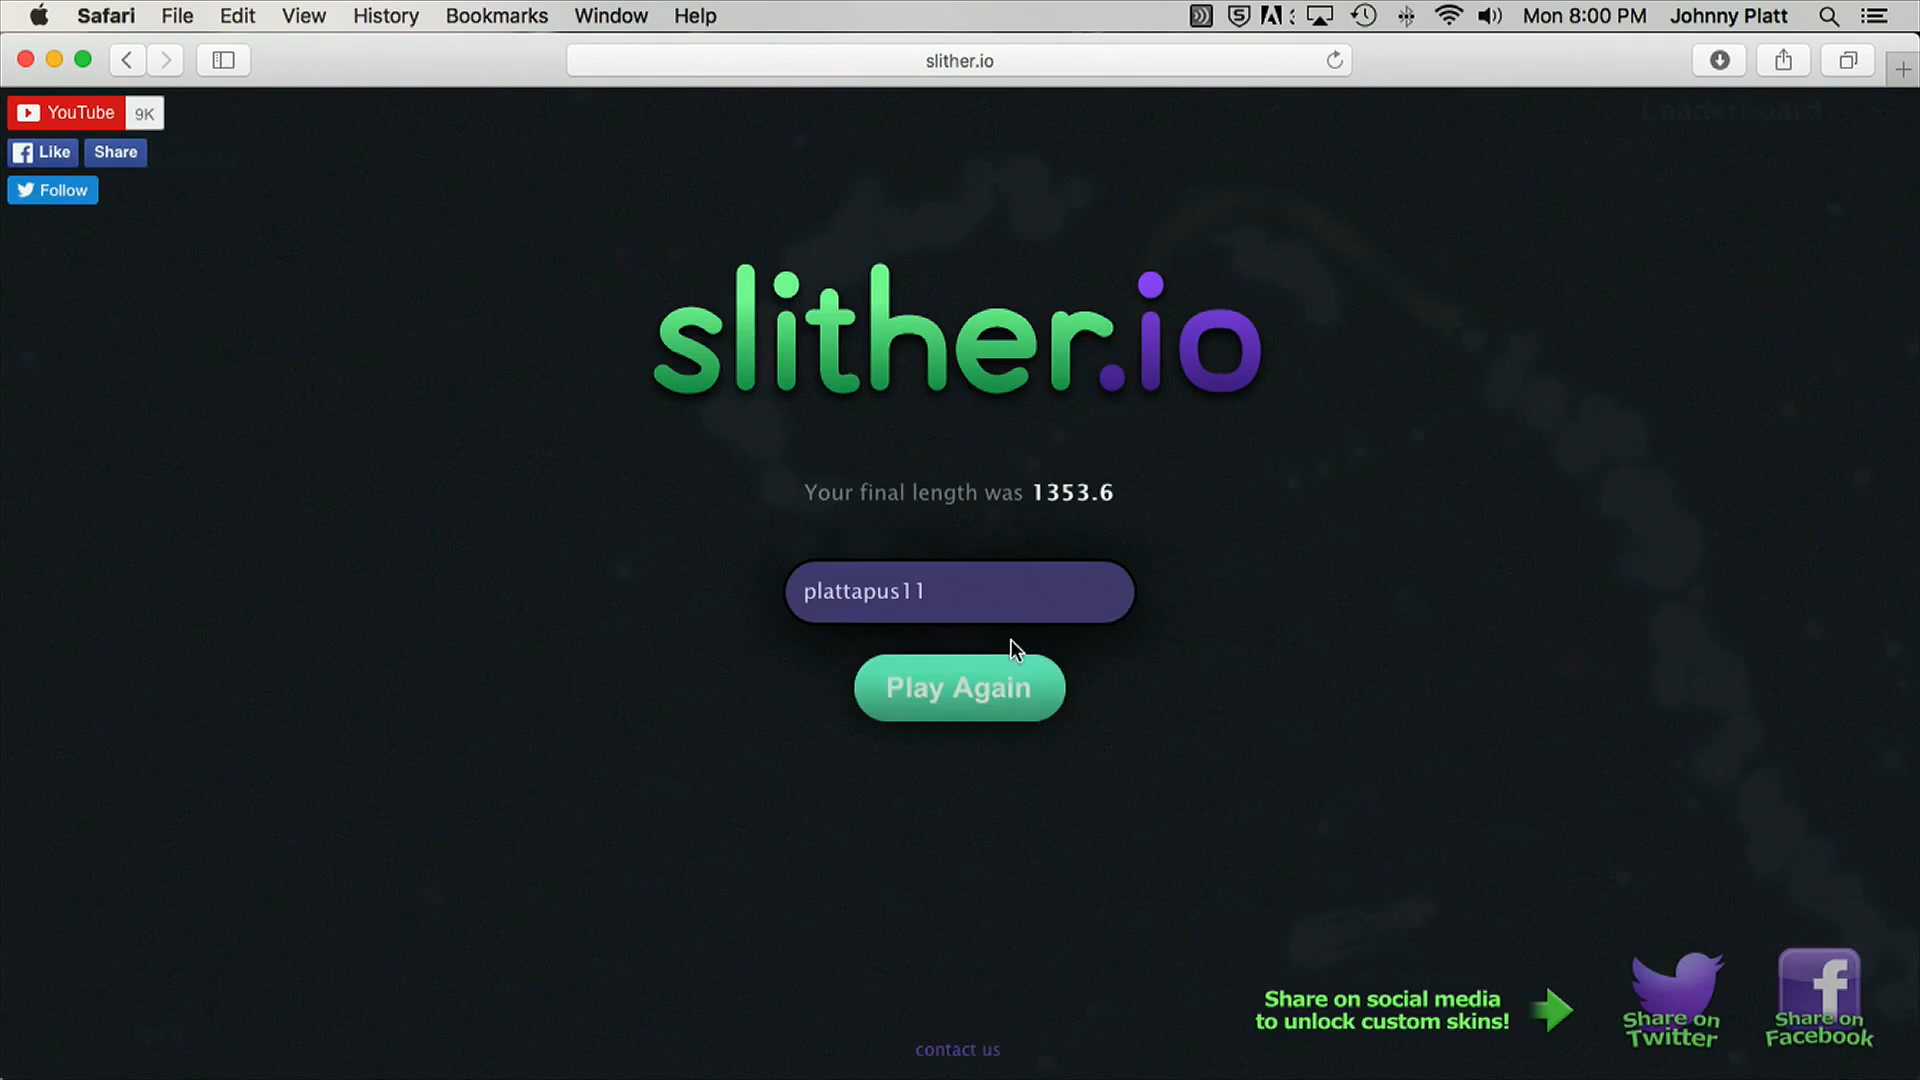 Safari File Edit View History Bookmarks Window Help Mon 8:00 PM Johnny Platt
slither.io
YouTube 9K
Leaderboard
Like Share
Follow
slither.io
Your final length was 1353.6
plattapus11
Play Again
Share on social media
to unlock custom skins!
Share on
Twitter
Share on
Facebook
contact us